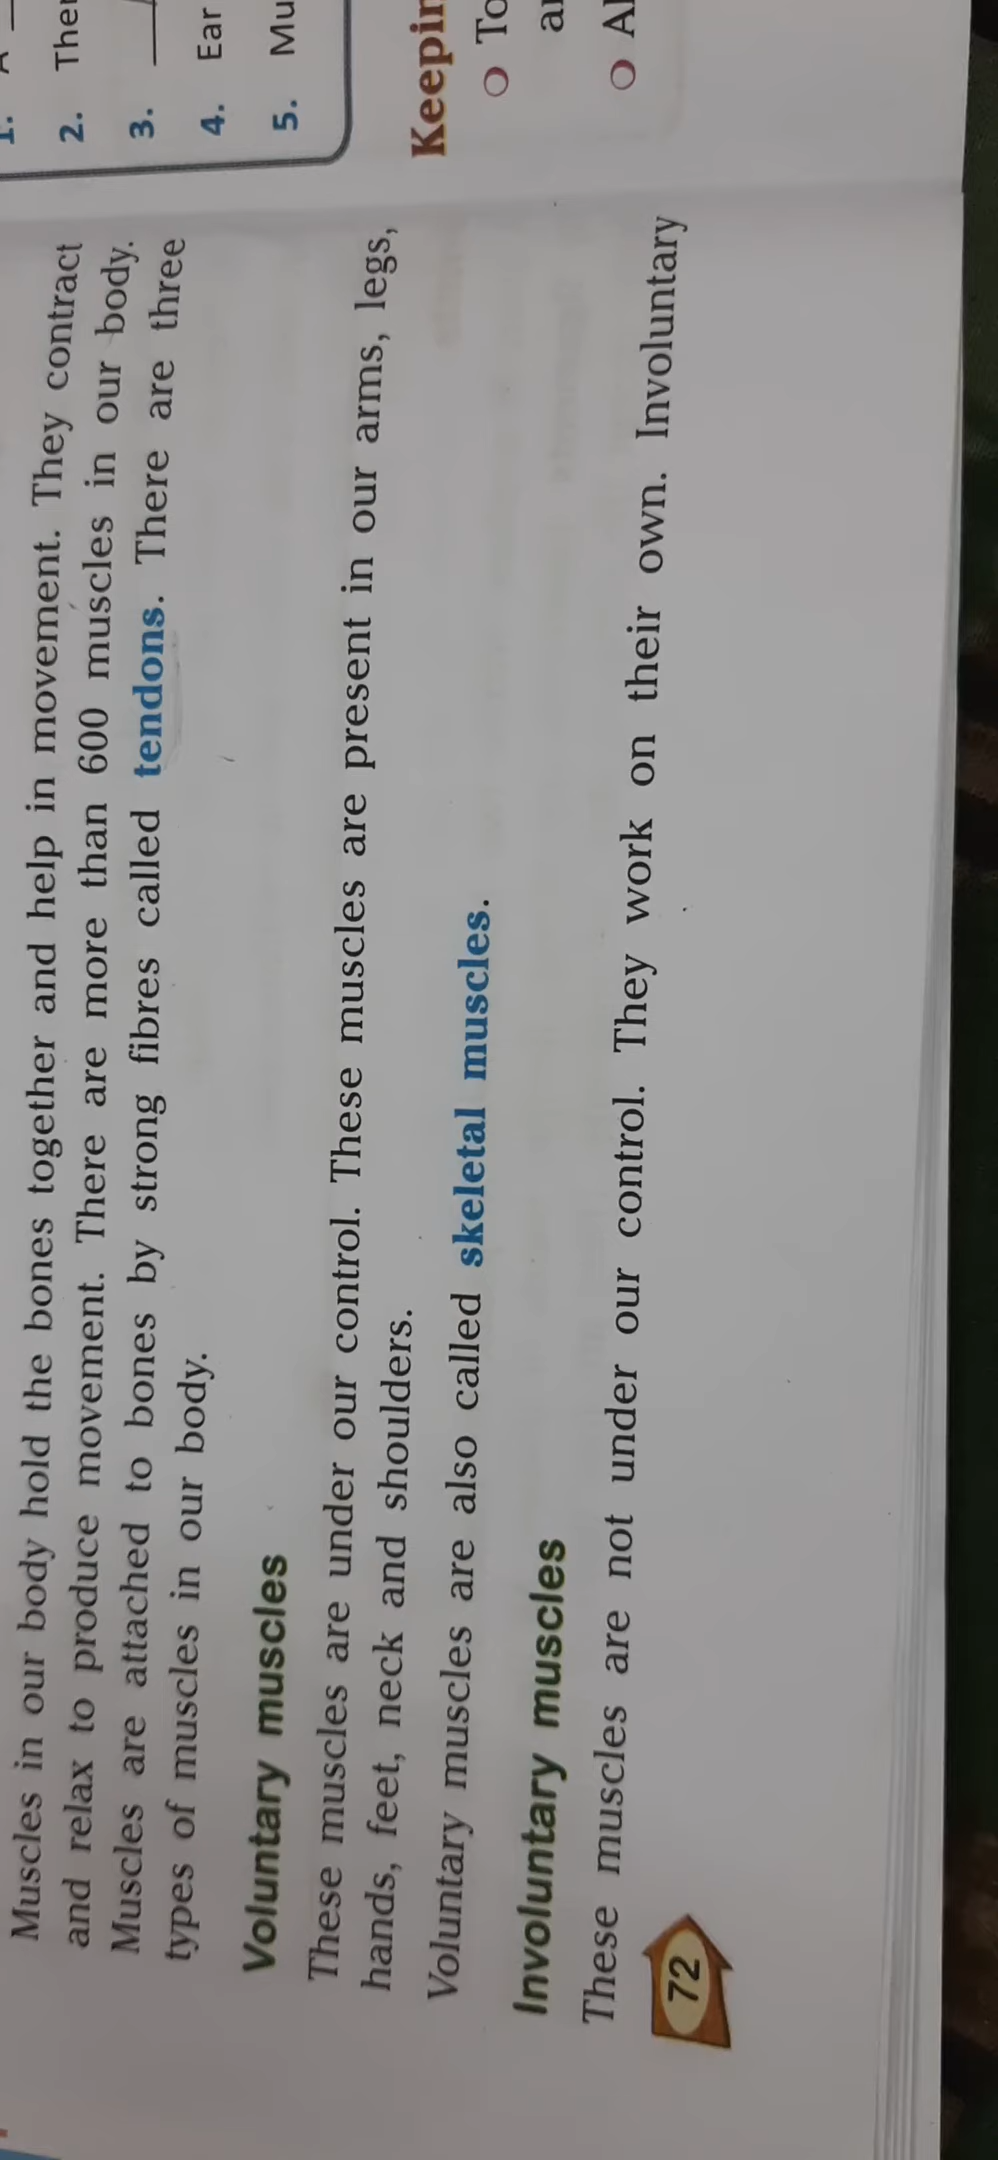 Muscles in our body hold the bones together and help in movement. They contract
and relax to produce movement. There are more than 600 muscles in our body.
Muscles are attached to bones by strong fibres called tendons. There are three
types of muscles in our body.
Voluntary muscles
These muscles are under our control. These muscles are present in our arms, legs,
hands, feet, neck and shoulders.
Voluntary muscles are also called skeletal muscles.
Involuntary muscles
These muscles are not under our control. They work on their own. Involuntary
72
1.
2. Ther
3.
4. Ear
5. Mu
Keepin
To
Al